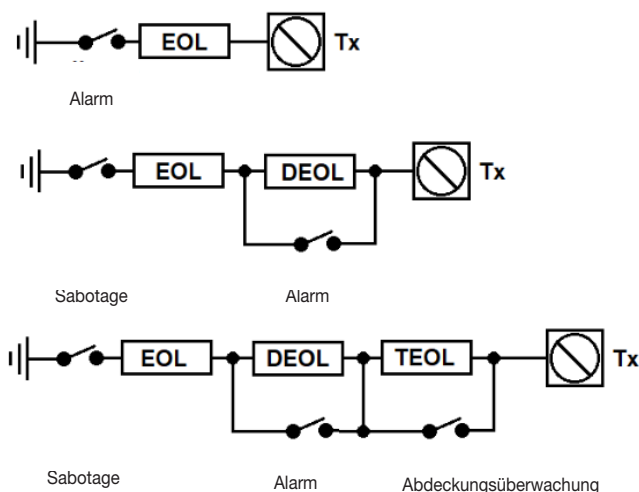 EOL Tx
Alarm
EOL DEOL Tx
Sabotage Alarm
EOL DEOL TEOL Tx
Sabotage Alarm Abdeckungsüberwachung